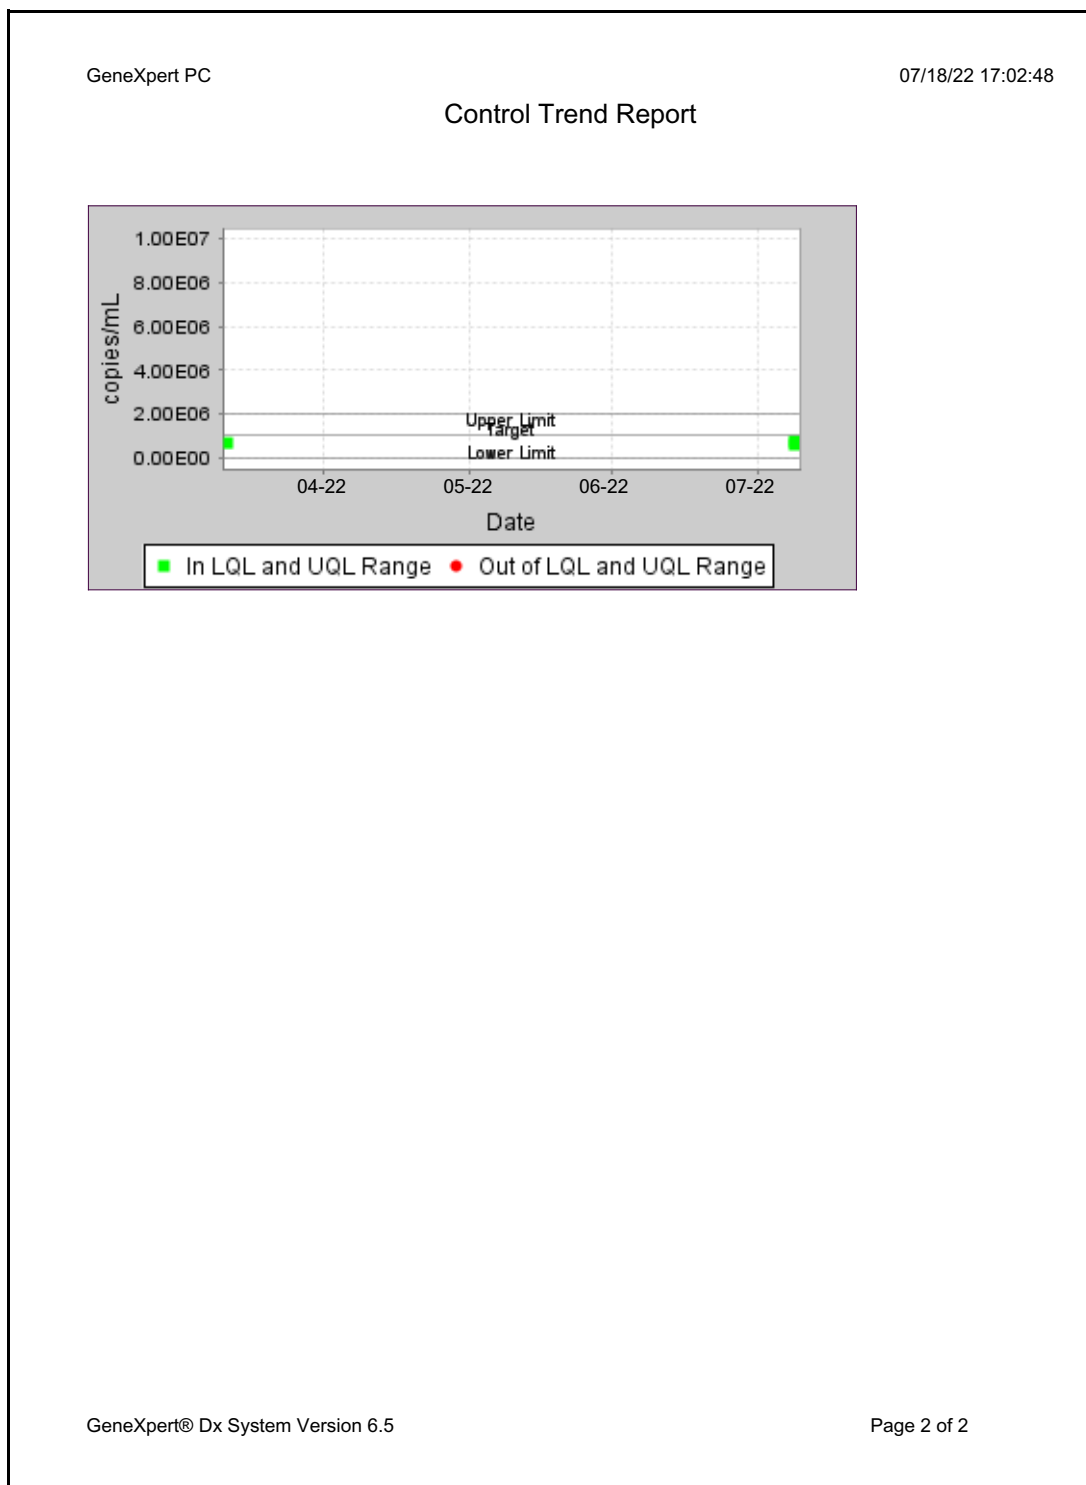 GeneXpert PC 07/18/22 17:02:48
Control Trend Report
copies/mL
1.00E07
8.00E06
6.00E06
4.00E06
2.00E06
0.00E00
Upper Limit
Target
Lower Limit
04-22 05-22 06-22 07-22
Date
In LQL and UQL Range Out of LQL and UQL Range
GeneXpert® Dx System Version 6.5 Page 2 of 2